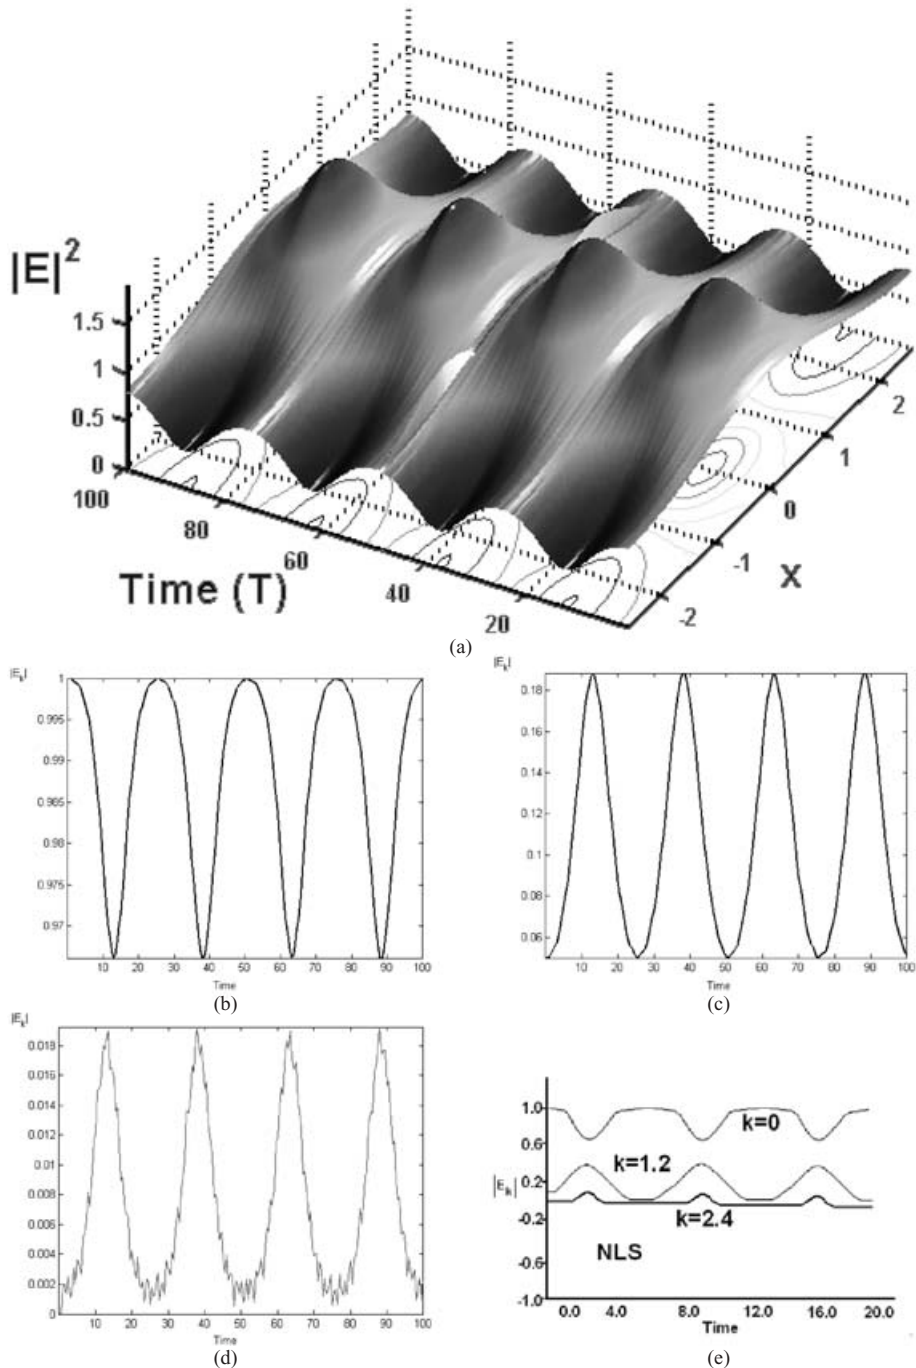 |E|²
1.5
1
0.5
0
100
80
60
40
20
Time (T)
2
1
0
-1
-2
X
(a)
|Eₖ|
1
0.995
0.99
0.985
0.98
0.975
0.97
10 20 30 40 50 60 70 80 90 100
Time
(b)
|Eₖ|
0.18
0.16
0.14
0.12
0.1
0.08
0.06
10 20 30 40 50 60 70 80 90 100
Time
(c)
|Eₖ|
0.018
0.016
0.014
0.012
0.01
0.008
0.006
0.004
0.002
0
10 20 30 40 50 60 70 80 90 100
Time
(d)
1.0
0.6
0.2
-0.2
-0.6
-1.0
|Eₖ|
k=0
k=1.2
k=2.4
NLS
0.0 4.0 8.0 12.0 16.0 20.0
Time
(e)